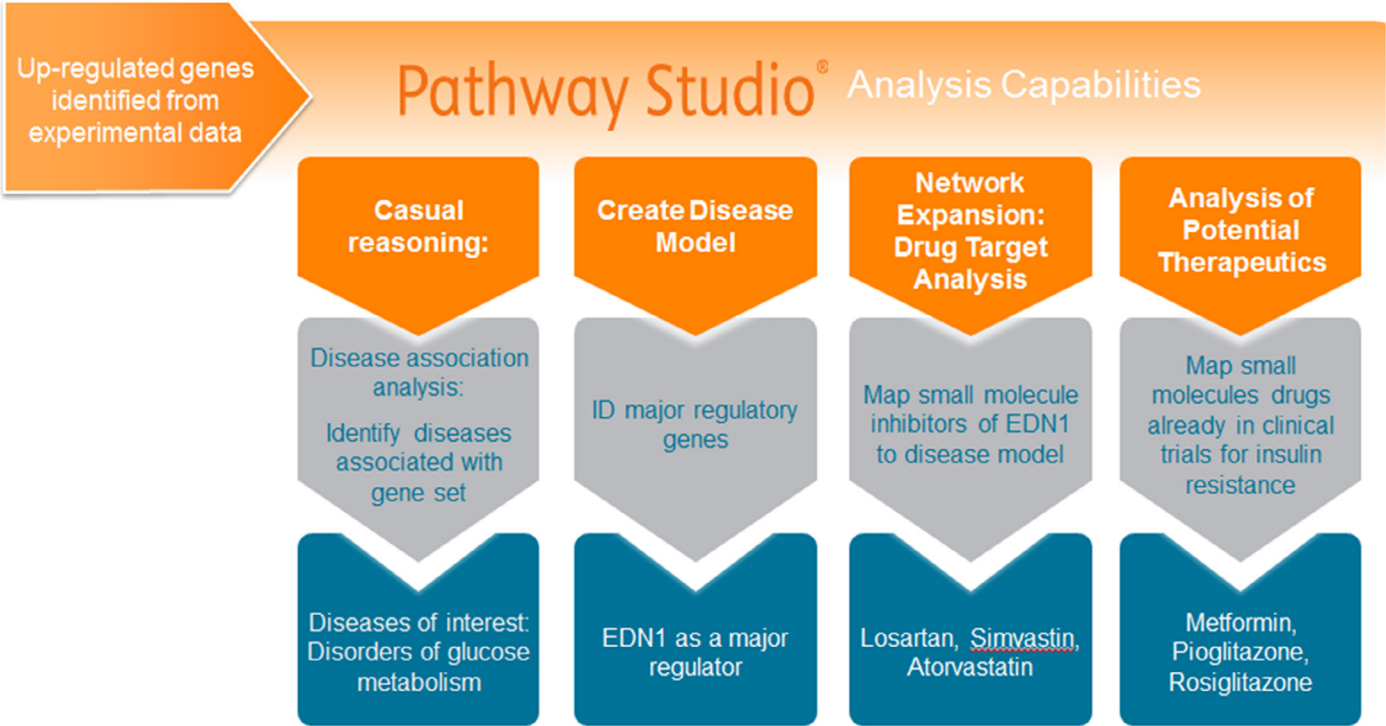 Up-regulated genes
identified from
experimental data
Pathway Studio® Analysis Capabilities
Casual
reasoning:
Disease association
analysis:
Identify diseases
associated with
gene set
Diseases of interest:
Disorders of glucose
metabolism
Create Disease
Model
ID major regulatory
genes
EDN1 as a major
regulator
Network
Expansion:
Drug Target
Analysis
Map small molecule
inhibitors of EDN1
to disease model
Losartan, Simvastin,
Atorvastatin
Analysis of
Potential
Therapeutics
Map small
molecules drugs
already in clinical
trials for insulin
resistance
Metformin,
Pioglitazone,
Rosiglitazone